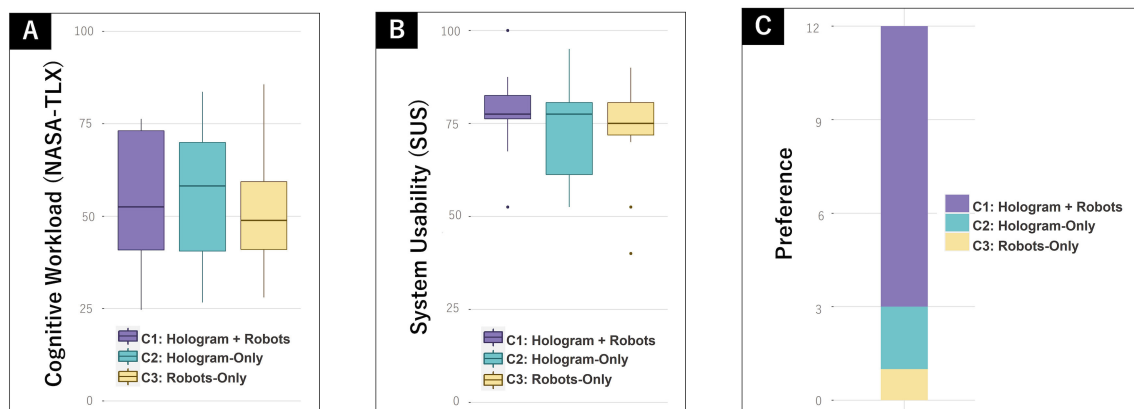 A
100
75
50
25
0
Cognitive Workload (NASA-TLX)
C1: Hologram + Robots
C2: Hologram-Only
C3: Robots-Only
B
100
75
50
25
0
System Usability (SUS)
C1: Hologram + Robots
C2: Hologram-Only
C3: Robots-Only
C
12
9
6
3
0
Preference
C1: Hologram + Robots
C2: Hologram-Only
C3: Robots-Only